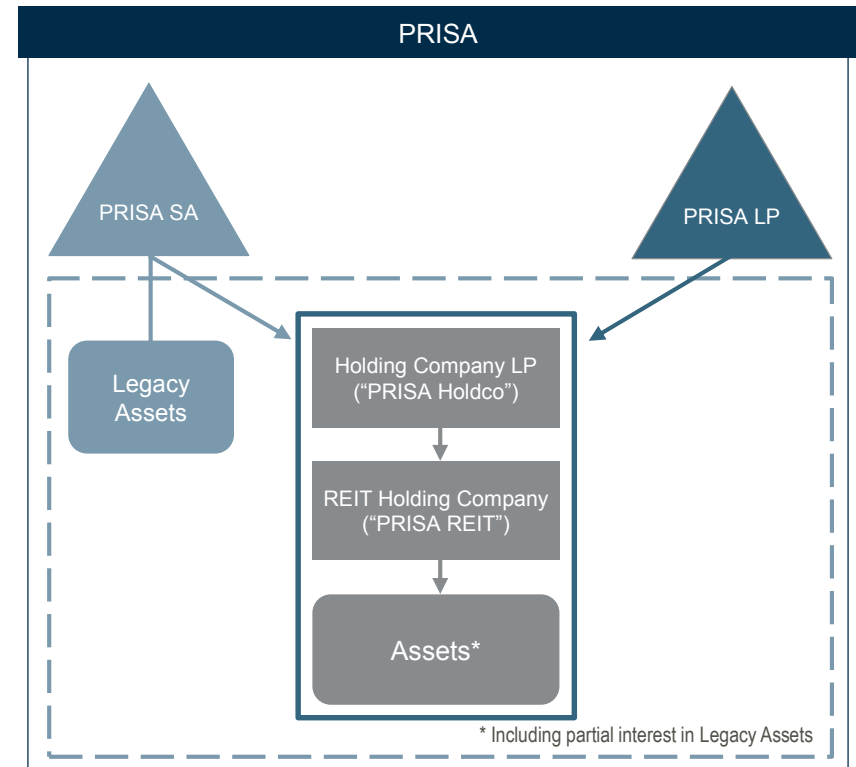 PRISA
PRISA SA
PRISA LP
Legacy
Assets
Holding Company LP
(“PRISA Holdco”)
REIT Holding Company
(“PRISA REIT”)
Assets*
* Including partial interest in Legacy Assets